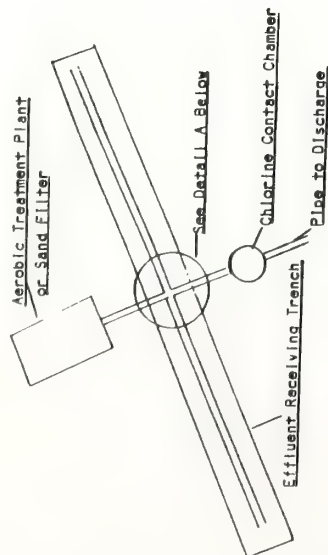 Aerobic Treatment Plant
or Sand Filter
See Detail A Below
Chlorine Contact Chamber
Pipe to Discharge
Effluent Receiving Trench